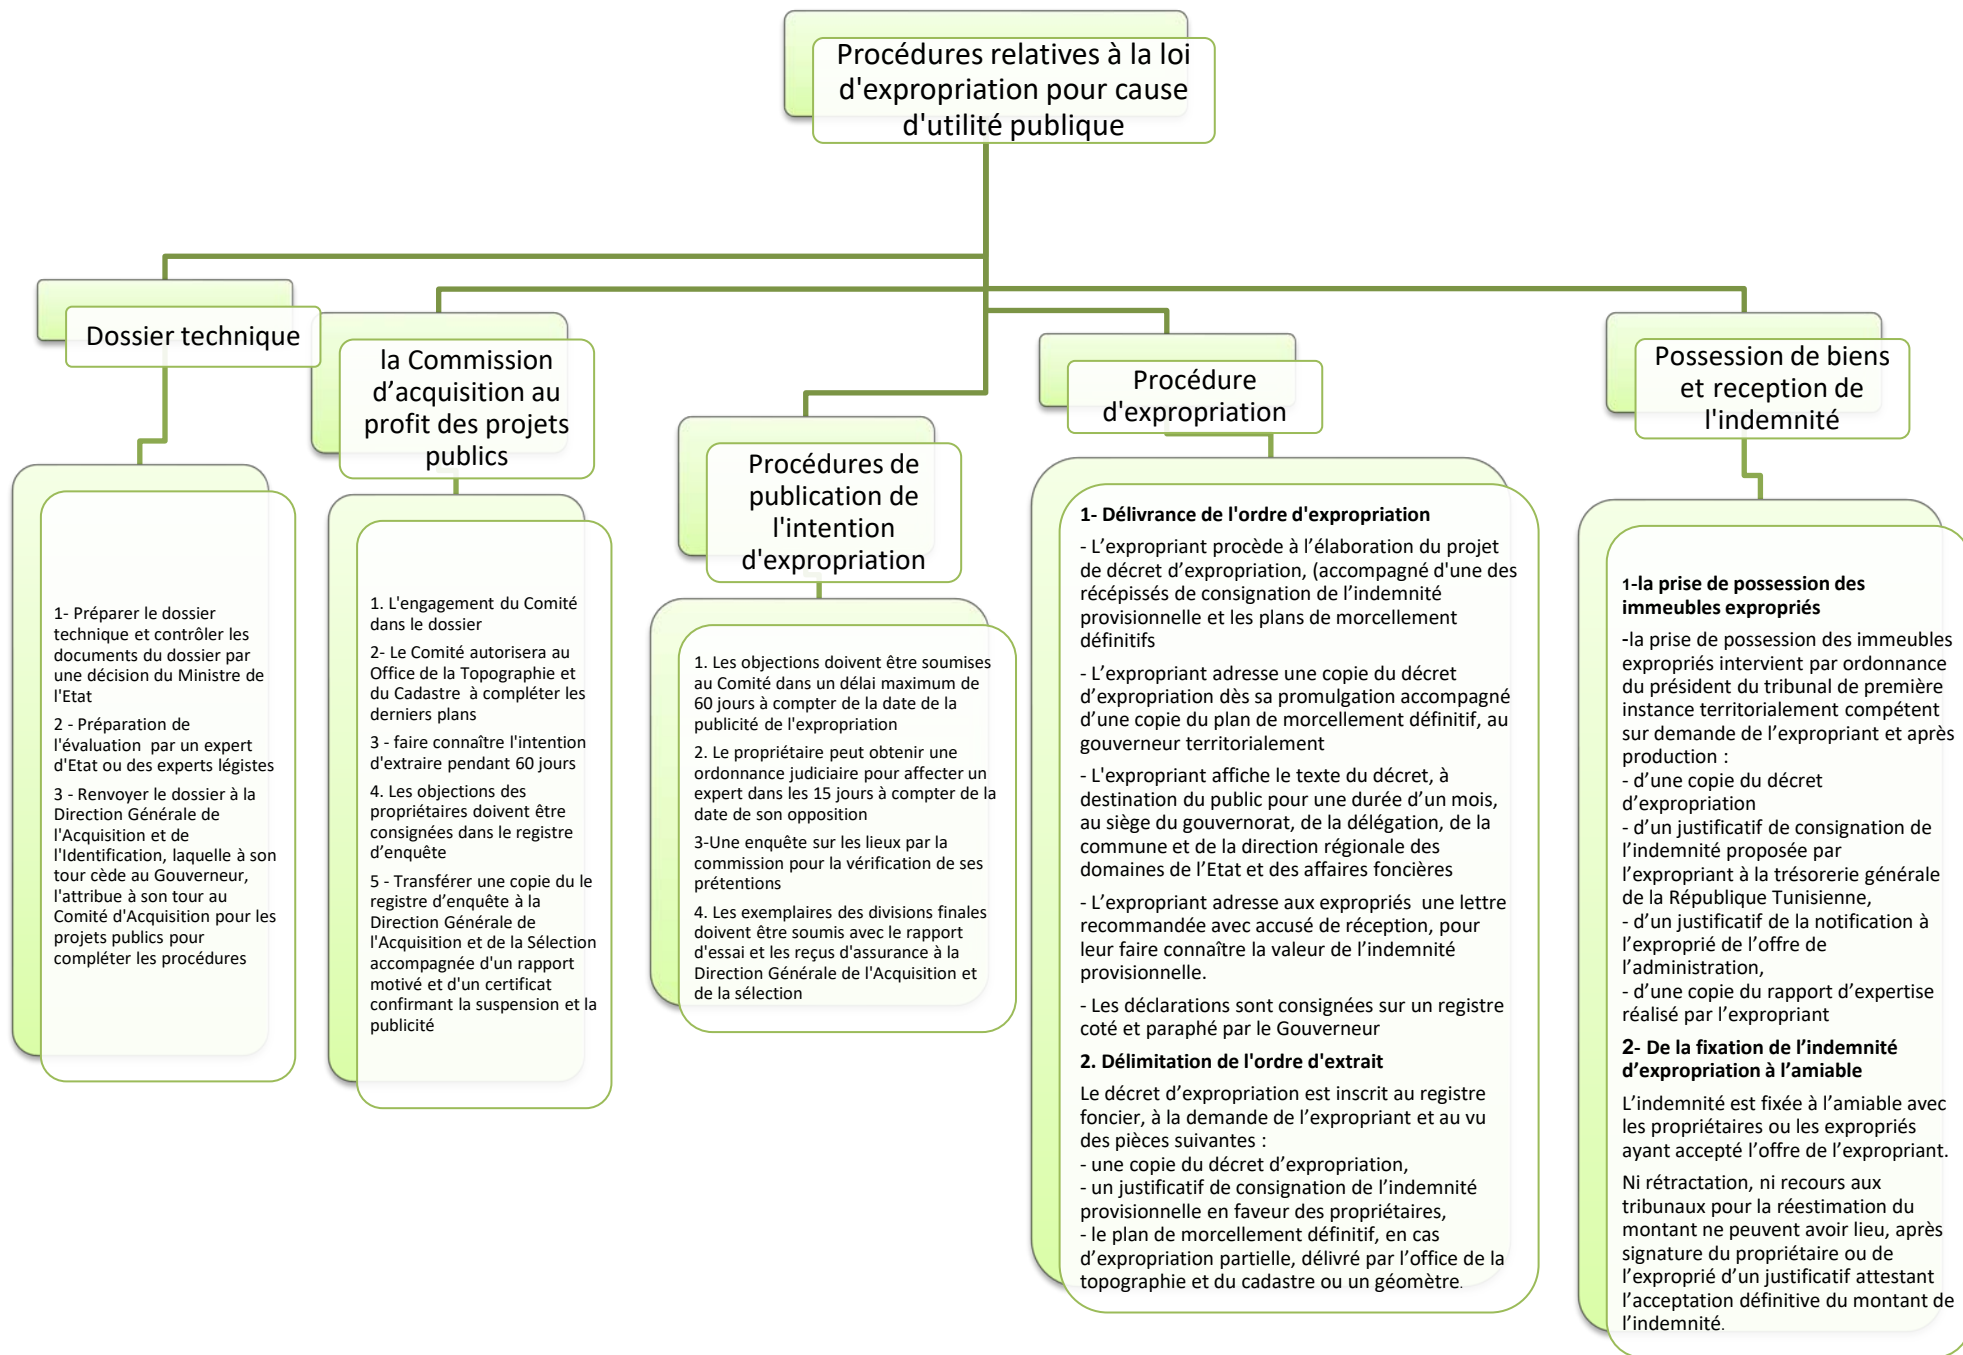 Procédures relatives à la loi
d'expropriation pour cause
d'utilité publique
Dossier technique
1- Préparer le dossier
technique et contrôler les
documents du dossier par
une décision du Ministre de
l'Etat
2 - Préparation de
l'évaluation  par un expert
d'Etat ou des experts légistes
3 - Renvoyer le dossier à la
Direction Générale de
l'Acquisition et de
l'Identification, laquelle à son
tour cède au Gouverneur,
l'attribue à son tour au
Comité d'Acquisition pour les
projets publics pour
compléter les procédures
la Commission
d’acquisition au
profit des projets
publics
1. L'engagement du Comité
dans le dossier
2- Le Comité autorisera au
Office de la Topographie et
du Cadastre  à compléter les
derniers plans
3 - faire connaître l'intention
d'extraire pendant 60 jours
4. Les objections des
propriétaires doivent être
consignées dans le registre
d’enquête
5 - Transférer une copie du le
registre d’enquête à la
Direction Générale de
l'Acquisition et de la Sélection
accompagnée d'un rapport
motivé et d'un certificat
confirmant la suspension et la
publicité
Procédures de
publication de
l'intention
d'expropriation
1. Les objections doivent être soumises
au Comité dans un délai maximum de
60 jours à compter de la date de la
publicité de l'expropriation
2. Le propriétaire peut obtenir une
ordonnance judiciaire pour affecter un
expert dans les 15 jours à compter de la
date de son opposition
3-Une enquête sur les lieux par la
commission pour la vérification de ses
prétentions
4. Les exemplaires des divisions finales
doivent être soumis avec le rapport
d'essai et les reçus d'assurance à la
Direction Générale de l'Acquisition et
de la sélection
Procédure
d'expropriation
1- Délivrance de l'ordre d'expropriation
- L’expropriant procède à l’élaboration du projet
de décret d’expropriation, (accompagné d'une des
récépissés de consignation de l’indemnité
provisionnelle et les plans de morcellement
définitifs
- L’expropriant adresse une copie du décret
d’expropriation dès sa promulgation accompagné
d’une copie du plan de morcellement définitif, au
gouverneur territorialement
- L'expropriant affiche le texte du décret, à
destination du public pour une durée d’un mois,
au siège du gouvernorat, de la délégation, de la
commune et de la direction régionale des
domaines de l’Etat et des affaires foncières
- L’expropriant adresse aux expropriés  une lettre
recommandée avec accusé de réception, pour
leur faire connaître la valeur de l’indemnité
provisionnelle.
- Les déclarations sont consignées sur un registre
coté et paraphé par le Gouverneur
2. Délimitation de l'ordre d'extrait
Le décret d’expropriation est inscrit au registre
foncier, à la demande de l’expropriant et au vu
des pièces suivantes :
- une copie du décret d’expropriation,
- un justificatif de consignation de l’indemnité
provisionnelle en faveur des propriétaires,
- le plan de morcellement définitif, en cas
d’expropriation partielle, délivré par l’office de la
topographie et du cadastre ou un géomètre.
Possession de biens
et reception de
l'indemnité
1-la prise de possession des
immeubles expropriés
-la prise de possession des immeubles
expropriés intervient par ordonnance
du président du tribunal de première
instance territorialement compétent
sur demande de l’expropriant et après
production :
- d’une copie du décret
d’expropriation
- d’un justificatif de consignation de
l’indemnité proposée par
l’expropriant à la trésorerie générale
de la République Tunisienne,
- d’un justificatif de la notification à
l’exproprié de l’offre de
l’administration,
- d’une copie du rapport d’expertise
réalisé par l’expropriant
2- De la fixation de l’indemnité
d’expropriation à l’amiable
L’indemnité est fixée à l’amiable avec
les propriétaires ou les expropriés
ayant accepté l’offre de l’expropriant.
Ni rétractation, ni recours aux
tribunaux pour la réestimation du
montant ne peuvent avoir lieu, après
signature du propriétaire ou de
l’exproprié d’un justificatif attestant
l’acceptation définitive du montant de
l’indemnité.